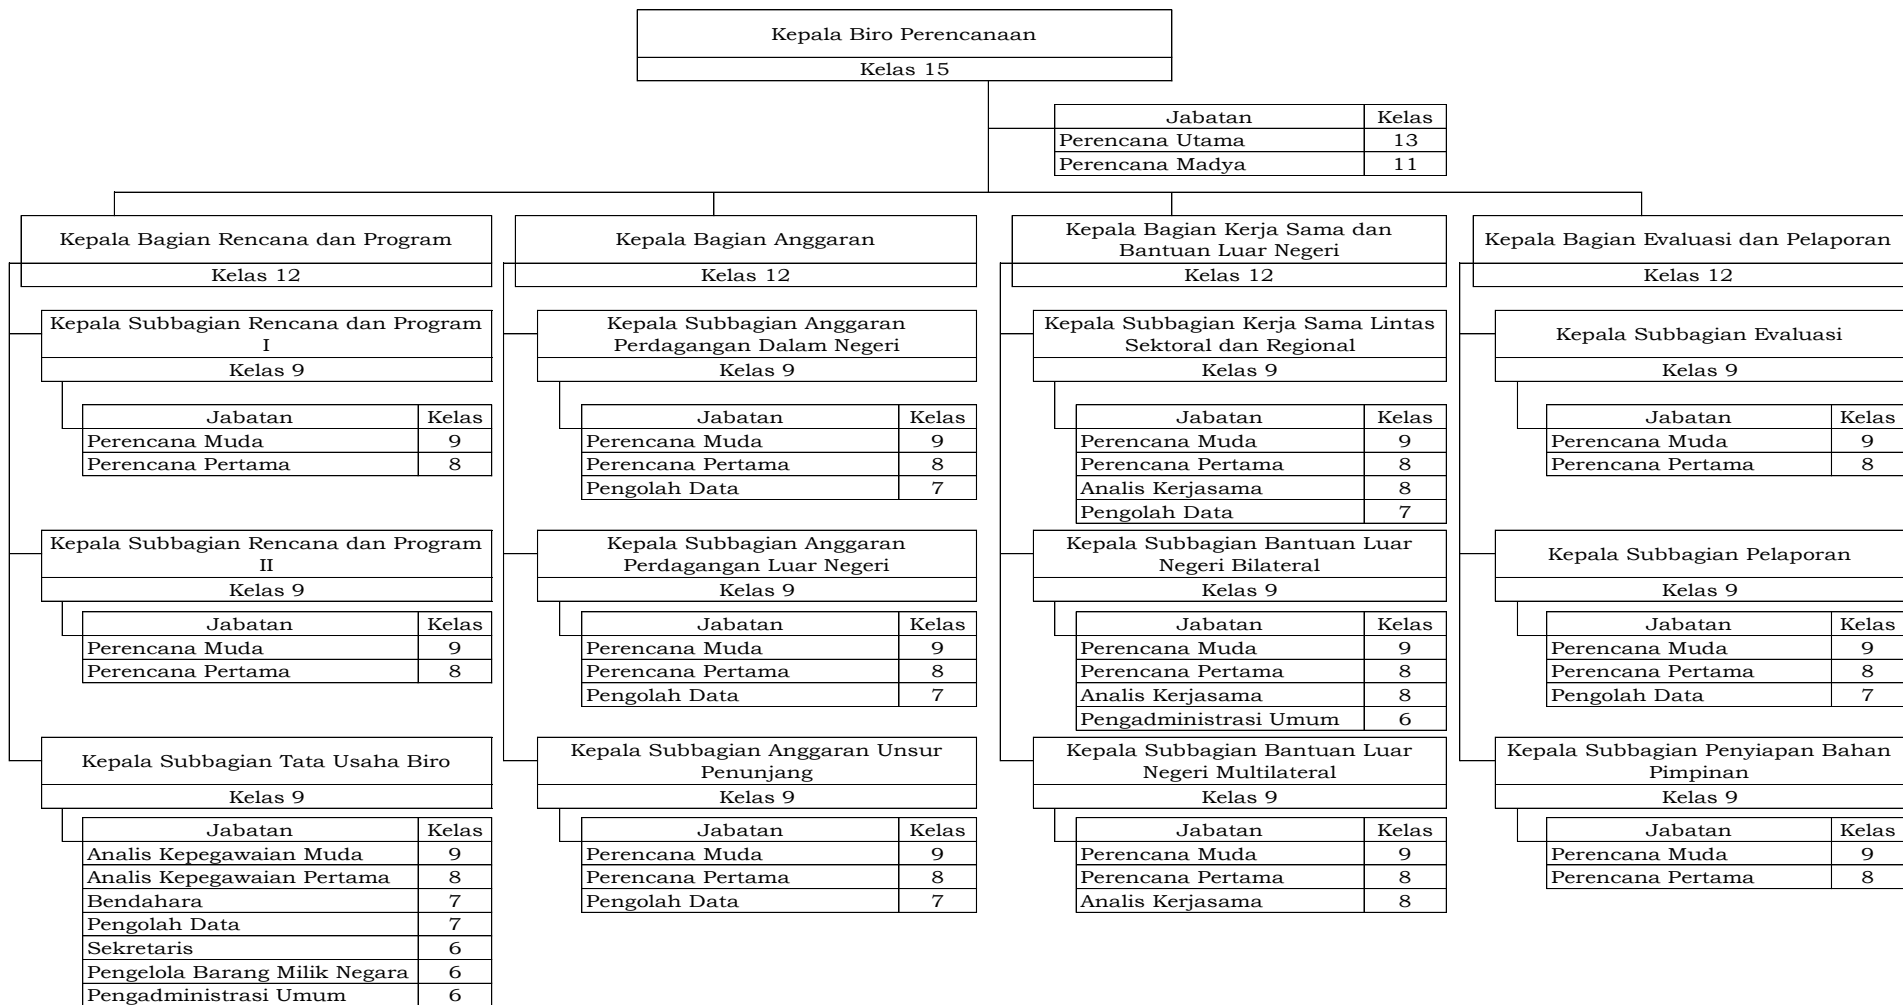 Kepala Biro Perencanaan
Kelas 15
Jabatan Kelas
Perencana Utama 13
Perencana Madya 11
Kepala Bagian Rencana dan Program
Kelas 12
Kepala Subbagian Rencana dan Program
I
Kelas 9
Jabatan Kelas
Perencana Muda 9
Perencana Pertama 8
Kepala Subbagian Rencana dan Program
II
Kelas 9
Jabatan Kelas
Perencana Muda 9
Perencana Pertama 8
Kepala Subbagian Tata Usaha Biro
Kelas 9
Jabatan Kelas
Analis Kepegawaian Muda 9
Analis Kepegawaian Pertama 8
Bendahara 7
Pengolah Data 7
Sekretaris 6
Pengelola Barang Milik Negara 6
Pengadministrasi Umum 6
Kepala Bagian Anggaran
Kelas 12
Kepala Subbagian Anggaran
Perdagangan Dalam Negeri
Kelas 9
Jabatan Kelas
Perencana Muda 9
Perencana Pertama 8
Pengolah Data 7
Kepala Subbagian Anggaran
Perdagangan Luar Negeri
Kelas 9
Jabatan Kelas
Perencana Muda 9
Perencana Pertama 8
Pengolah Data 7
Kepala Subbagian Anggaran Unsur
Penunjang
Kelas 9
Jabatan Kelas
Perencana Muda 9
Perencana Pertama 8
Pengolah Data 7
Kepala Bagian Kerja Sama dan
Bantuan Luar Negeri
Kelas 12
Kepala Subbagian Kerja Sama Lintas
Sektoral dan Regional
Kelas 9
Jabatan Kelas
Perencana Muda 9
Perencana Pertama 8
Analis Kerjasama 8
Pengolah Data 7
Kepala Subbagian Bantuan Luar
Negeri Bilateral
Kelas 9
Jabatan Kelas
Perencana Muda 9
Perencana Pertama 8
Analis Kerjasama 8
Pengadministrasi Umum 6
Kepala Subbagian Bantuan Luar
Negeri Multilateral
Kelas 9
Jabatan Kelas
Perencana Muda 9
Perencana Pertama 8
Analis Kerjasama 8
Kepala Bagian Evaluasi dan Pelaporan
Kelas 12
Kepala Subbagian Evaluasi
Kelas 9
Jabatan Kelas
Perencana Muda 9
Perencana Pertama 8
Kepala Subbagian Pelaporan
Kelas 9
Jabatan Kelas
Perencana Muda 9
Perencana Pertama 8
Pengolah Data 7
Kepala Subbagian Penyiapan Bahan
Pimpinan
Kelas 9
Jabatan Kelas
Perencana Muda 9
Perencana Pertama 8